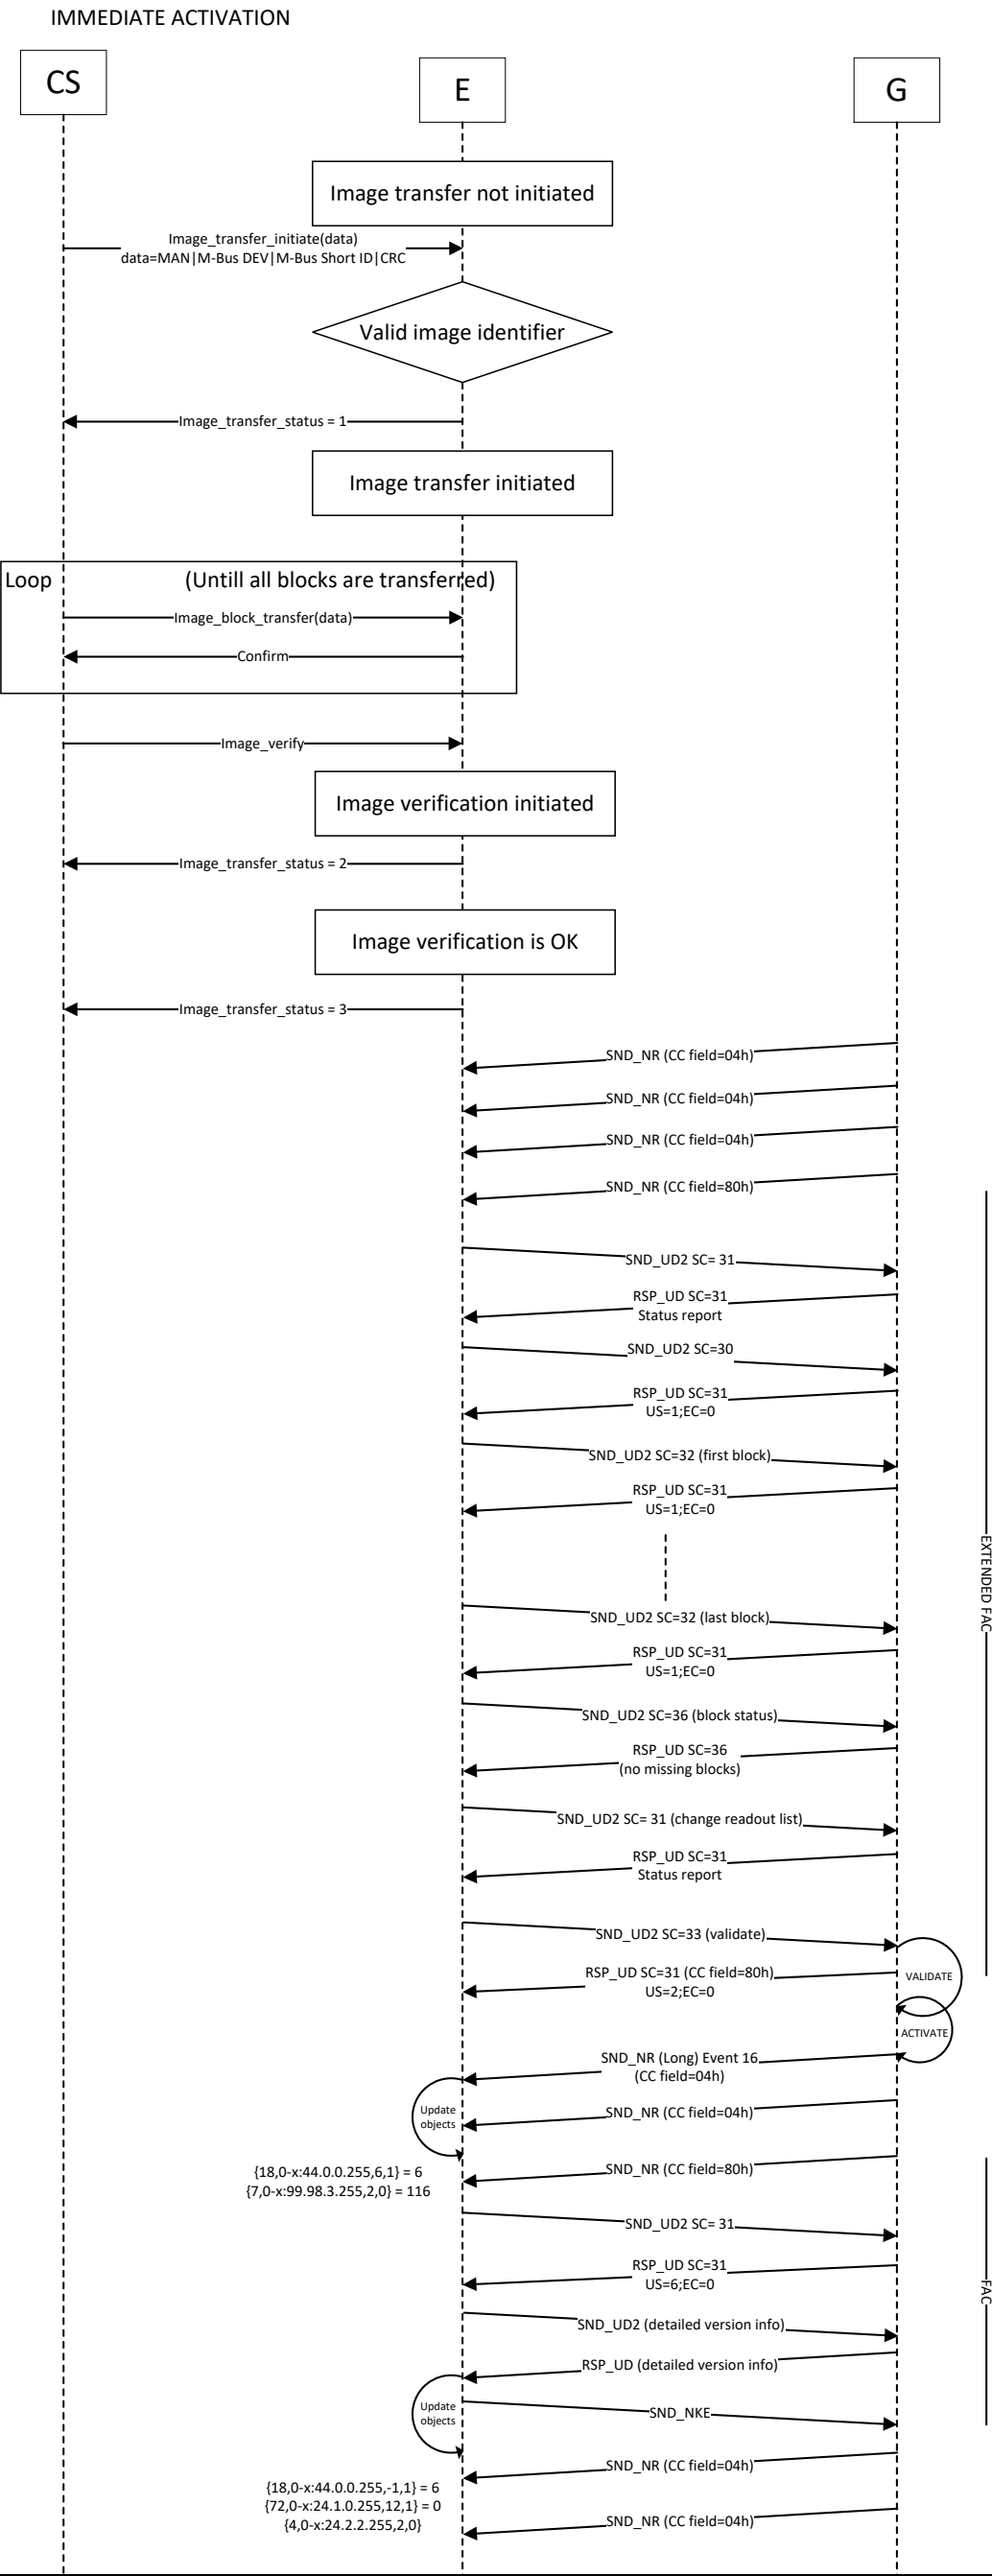 IMMEDIATE ACTIVATION
CS
E
G
Image transfer not initiated
Image_transfer_initiate(data)
data=MAN|M-Bus DEV|M-Bus Short ID|CRC
Valid image identifier
Image_transfer_status = 1
Image transfer initiated
Loop
(Untill all blocks are transferred)
Image_block_transfer(data)
Confirm
Image_verify
Image verification initiated
Image_transfer_status = 2
Image verification is OK
Image_transfer_status = 3
SND_NR (CC field=04h)
SND_NR (CC field=04h)
SND_NR (CC field=04h)
SND_NR (CC field=80h)
SND_UD2 SC= 31
RSP_UD SC=31
Status report
SND_UD2 SC=30
RSP_UD SC=31
US=1;EC=0
SND_UD2 SC=32 (first block)
RSP_UD SC=31
US=1;EC=0
EXTENDED FAC
SND_UD2 SC=32 (last block)
RSP_UD SC=31
US=1;EC=0
SND_UD2 SC=36 (block status)
RSP_UD SC=36
(no missing blocks)
SND_UD2 SC= 31 (change readout list)
RSP_UD SC=31
Status report
SND_UD2 SC=33 (validate)
RSP_UD SC=31 (CC field=80h)
US=2;EC=0
VALIDATE
ACTIVATE
SND_NR (Long) Event 16
(CC field=04h)
Update
objects
SND_NR (CC field=04h)
SND_NR (CC field=80h)
{18,0-x:44.0.0.255,6,1} = 6
{7,0-x:99.98.3.255,2,0} = 116
SND_UD2 SC= 31
RSP_UD SC=31
US=6;EC=0
FAC
SND_UD2 (detailed version info)
RSP_UD (detailed version info)
Update
objects
SND_NKE
SND_NR (CC field=04h)
{18,0-x:44.0.0.255,-1,1} = 6
{72,0-x:24.1.0.255,12,1} = 0
{4,0-x:24.2.2.255,2,0}
SND_NR (CC field=04h)